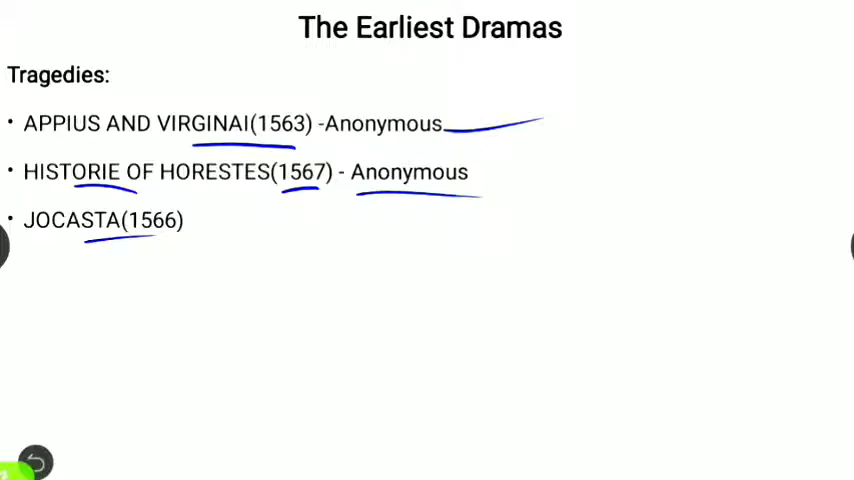 The Earliest Dramas
Tragedies:
• APPIUS AND VIRGINAI(1563) -Anonymous
• HISTORIE OF HORESTES(1567) - Anonymous
• JOCASTA(1566)